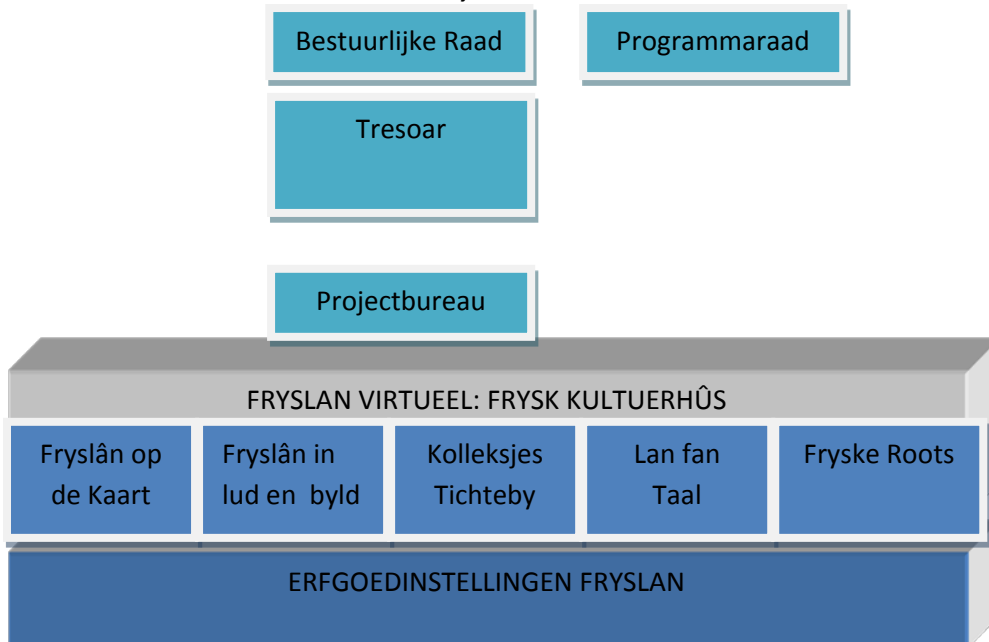 Bestuurlijke Raad
Programmaraad
Tresoar
Projectbureau
FRYSLAN VIRTUEEL: FRYSK KULTUERHÛS
Fryslân op
de Kaart
Fryslân in
lud en byld
Kolleksjes
Tichteby
Lan fan
Taal
Fryske Roots
ERFGOEDINSTELLINGEN FRYSLAN